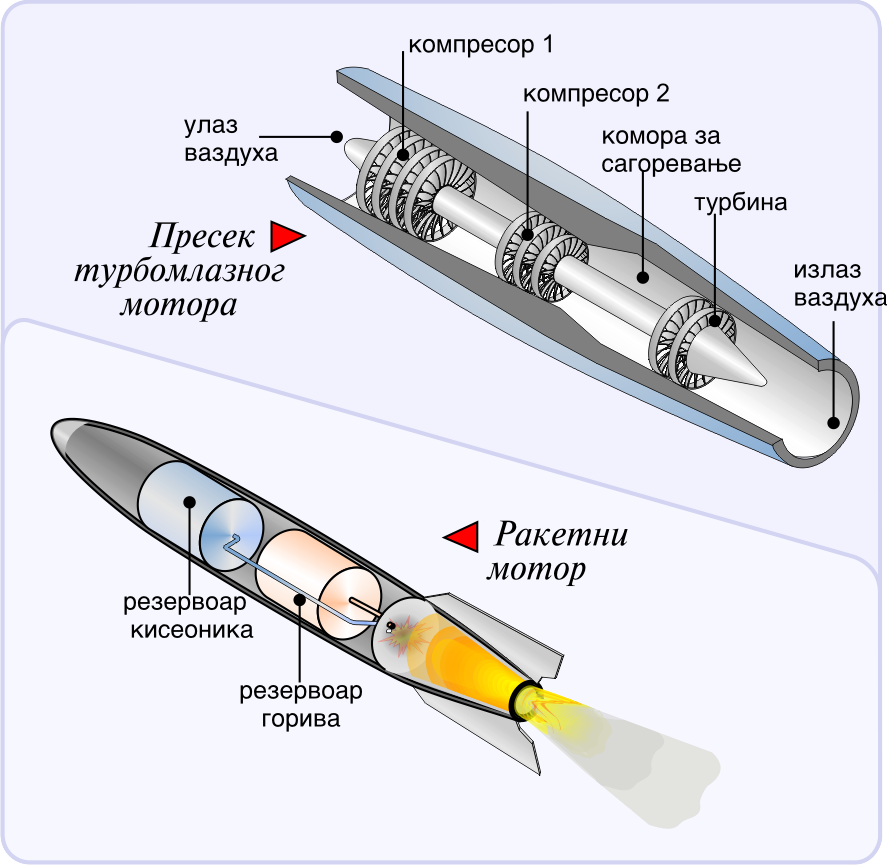 компресор 1
компресор 2
улаз
ваздуха
комора за
сагоревање
турбина
Пресек
турбомлазног
мотора
излаз
ваздуха
Ракетни
мотор
резервоар
кисеоника
резервоар
горива